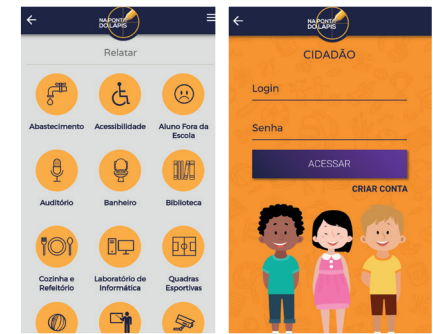 NA PONTA
DO LÁPIS
Relatar
Abastecimento
Acessibilidade
Aluno Fora da
Escola
Auditório
Banheiro
Biblioteca
Cozinha e
Refeitório
Laboratório de
Informática
Quadras
Esportivas
NA PONTA
DO LÁPIS
CIDADÃO
Login
Senha
ACESSAR
CRIAR CONTA